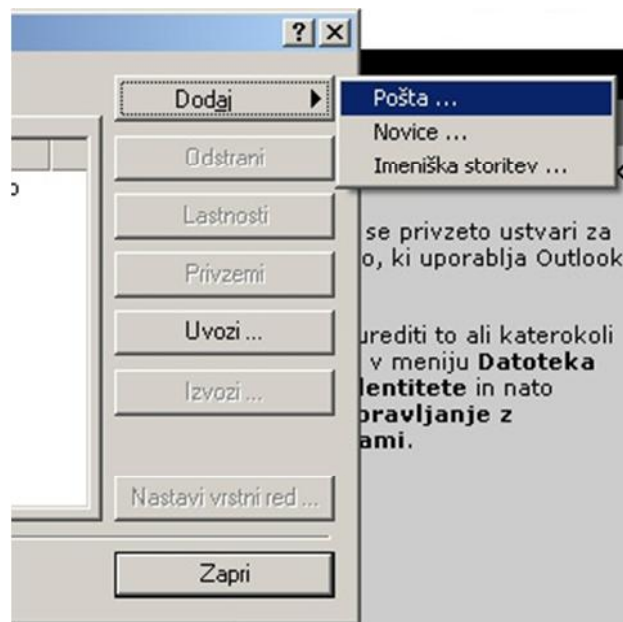 Dodaj
Odstrani
Lastnosti
Privzemi
Uvozi ...
Izvozi ...
Nastavi vrstni red ...
Zapri
Pošta ...
Novice ...
Imeniška storitev ...
se privzeto ustvari za
o, ki uporablja Outlook
urediti to ali katerokoli
v meniju Datoteka
dentitete in nato
pravljanje z
ami.